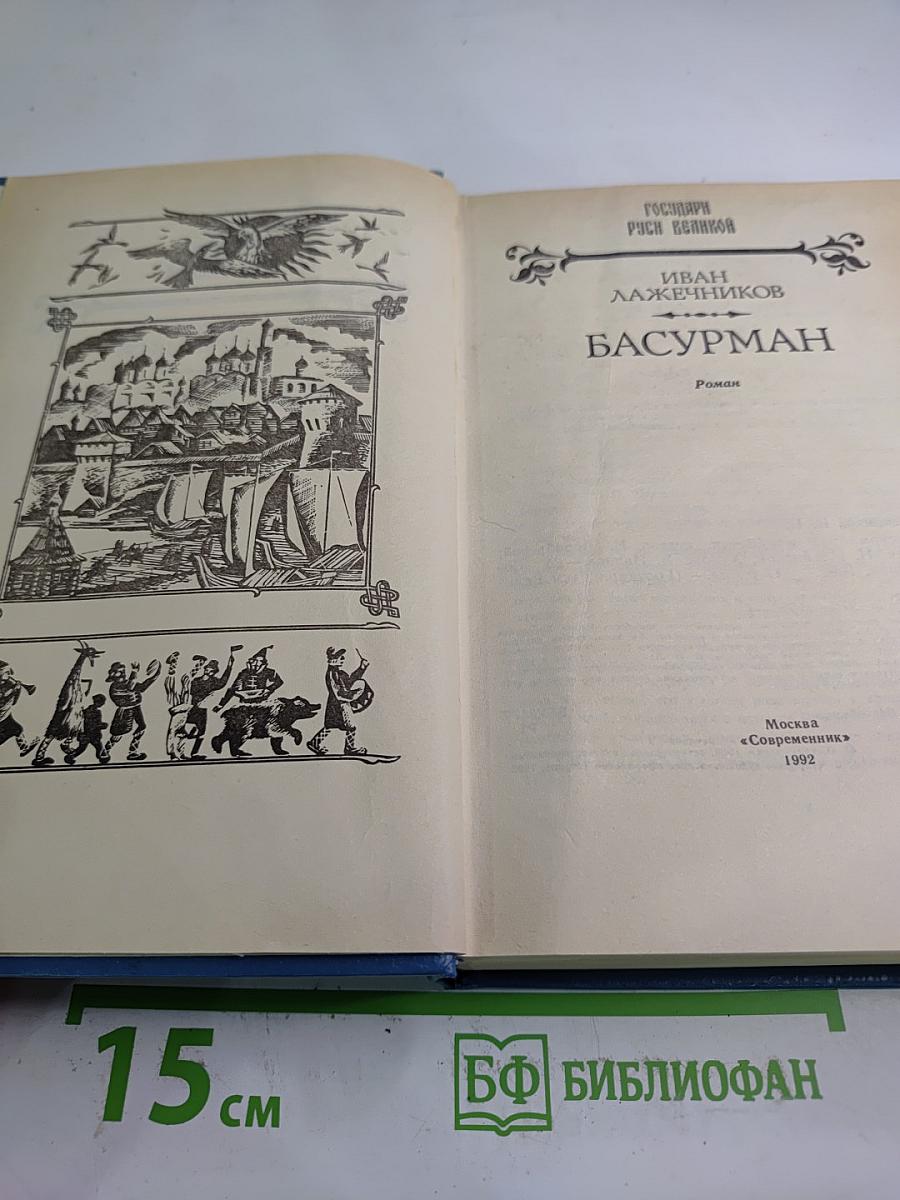 ГОСУДАРИ
РУСИ ВЕЛИКОЙ
ИВАН
ЛАЖЕЧНИКОВ
БАСУРМАН
Роман
Москва
«Современник»
1992
15 см
БФ БИБЛИОФАН